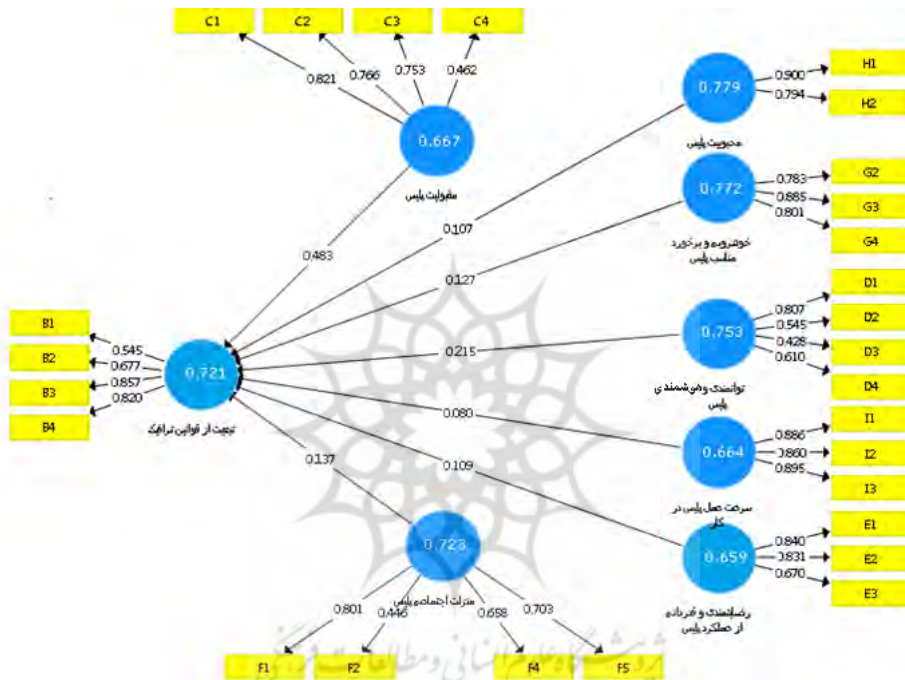 C1
C2
C3
C4
0.821
0.766
0.753
0.462
0.667
مقبولیت پلیس
0.483
H1
H2
0.900
0.794
0.779
محبوبیت پلیس
0.107
G2
G3
G4
0.783
0.885
0.801
0.772
خوشرویی و برخورد
مناسب پلیس
0.127
D1
D2
D3
D4
0.807
0.545
0.428
0.610
0.753
توانمندی و هوشمندی
پلیس
0.215
B1
B2
B3
B4
0.545
0.677
0.857
0.820
0.721
تبعیت از قوانین ترافیک
I1
I2
I3
0.886
0.860
0.895
0.664
سرعت عمل پلیس در
کار
0.080
E1
E2
E3
0.840
0.831
0.670
0.659
رضایتمندی و قدردانی
از عملکرد پلیس
0.109
0.137
0.723
منزلت اجتماعی پلیس
0.801
0.446
0.658
0.703
F1
F2
F4
F5
پژوهشگاه علوم انسانی و مطالعات فرهنگی